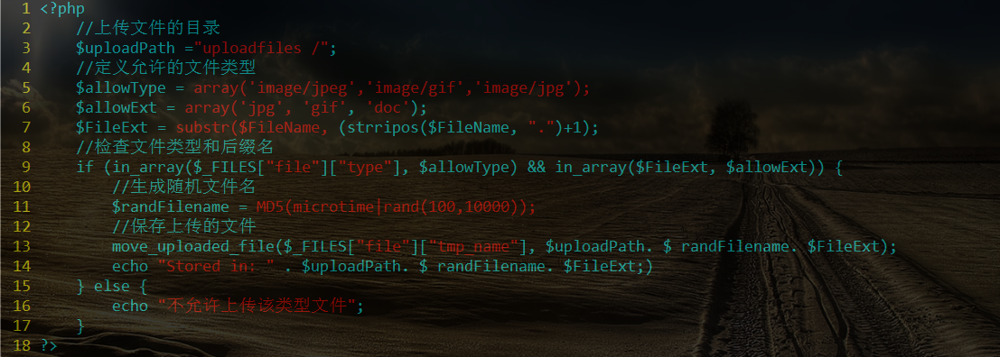 1 <?php
2 //上传文件的目录
3 $uploadPath ="uploadfiles /";
4 //定义允许的文件类型
5 $allowType = array('image/jpeg','image/gif','image/jpg');
6 $allowExt = array('jpg', 'gif', 'doc');
7 $FileExt = substr($FileName, (strripos($FileName, ".")+1);
8 //检查文件类型和后缀名
9 if (in_array($_FILES["file"]["type"], $allowType) && in_array($FileExt, $allowExt)) {
10 //生成随机文件名
11 $randFilename = MD5(microtime|rand(100,10000));
12 //保存上传的文件
13 move_uploaded_file($_FILES["file"]["tmp_name"], $uploadPath. $ randFilename. $FileExt);
14 echo "Stored in: " . $uploadPath. $ randFilename. $FileExt;)
15 } else {
16 echo "不允许上传该类型文件";
17 }
18 ?>